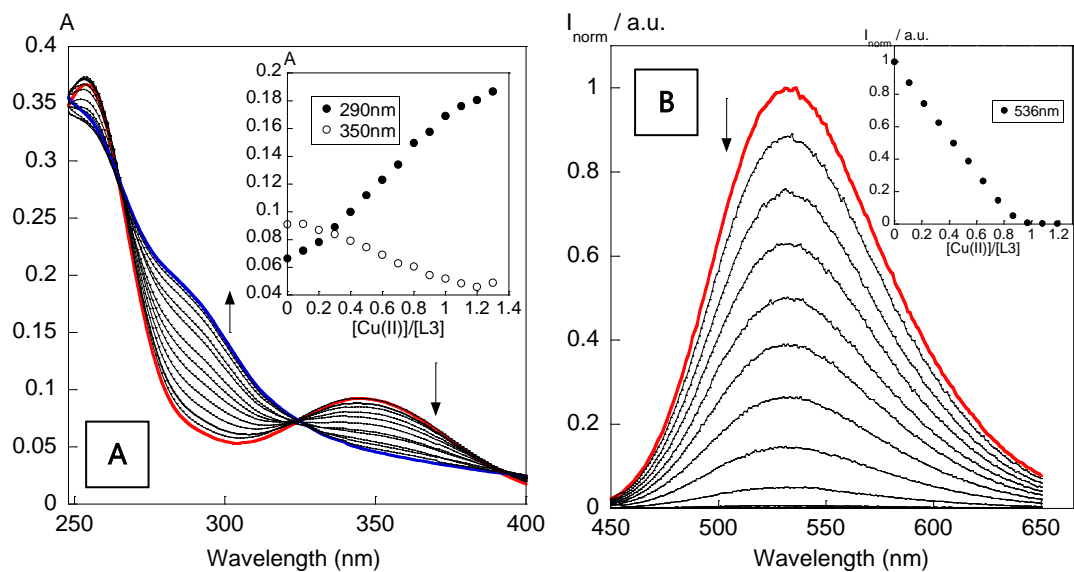 A
0.4
0.35
0.3
0.25
0.2
0.15
0.1
0.05
0
250 300 350 400
Wavelength (nm)
A
A
0.2
0.18
0.16
0.14
0.12
0.1
0.08
0.06
0.04
0 0.2 0.4 0.6 0.8 1 1.2 1.4
[Cu(II)]/[L3]
290nm
350nm
I norm / a.u.
1
0.8
0.6
0.4
0.2
0
450 500 550 600 650
Wavelength (nm)
B
I norm / a.u.
1
0.8
0.6
0.4
0.2
0
0 0.2 0.4 0.6 0.8 1 1.2
[Cu(II)]/[L3]
536nm